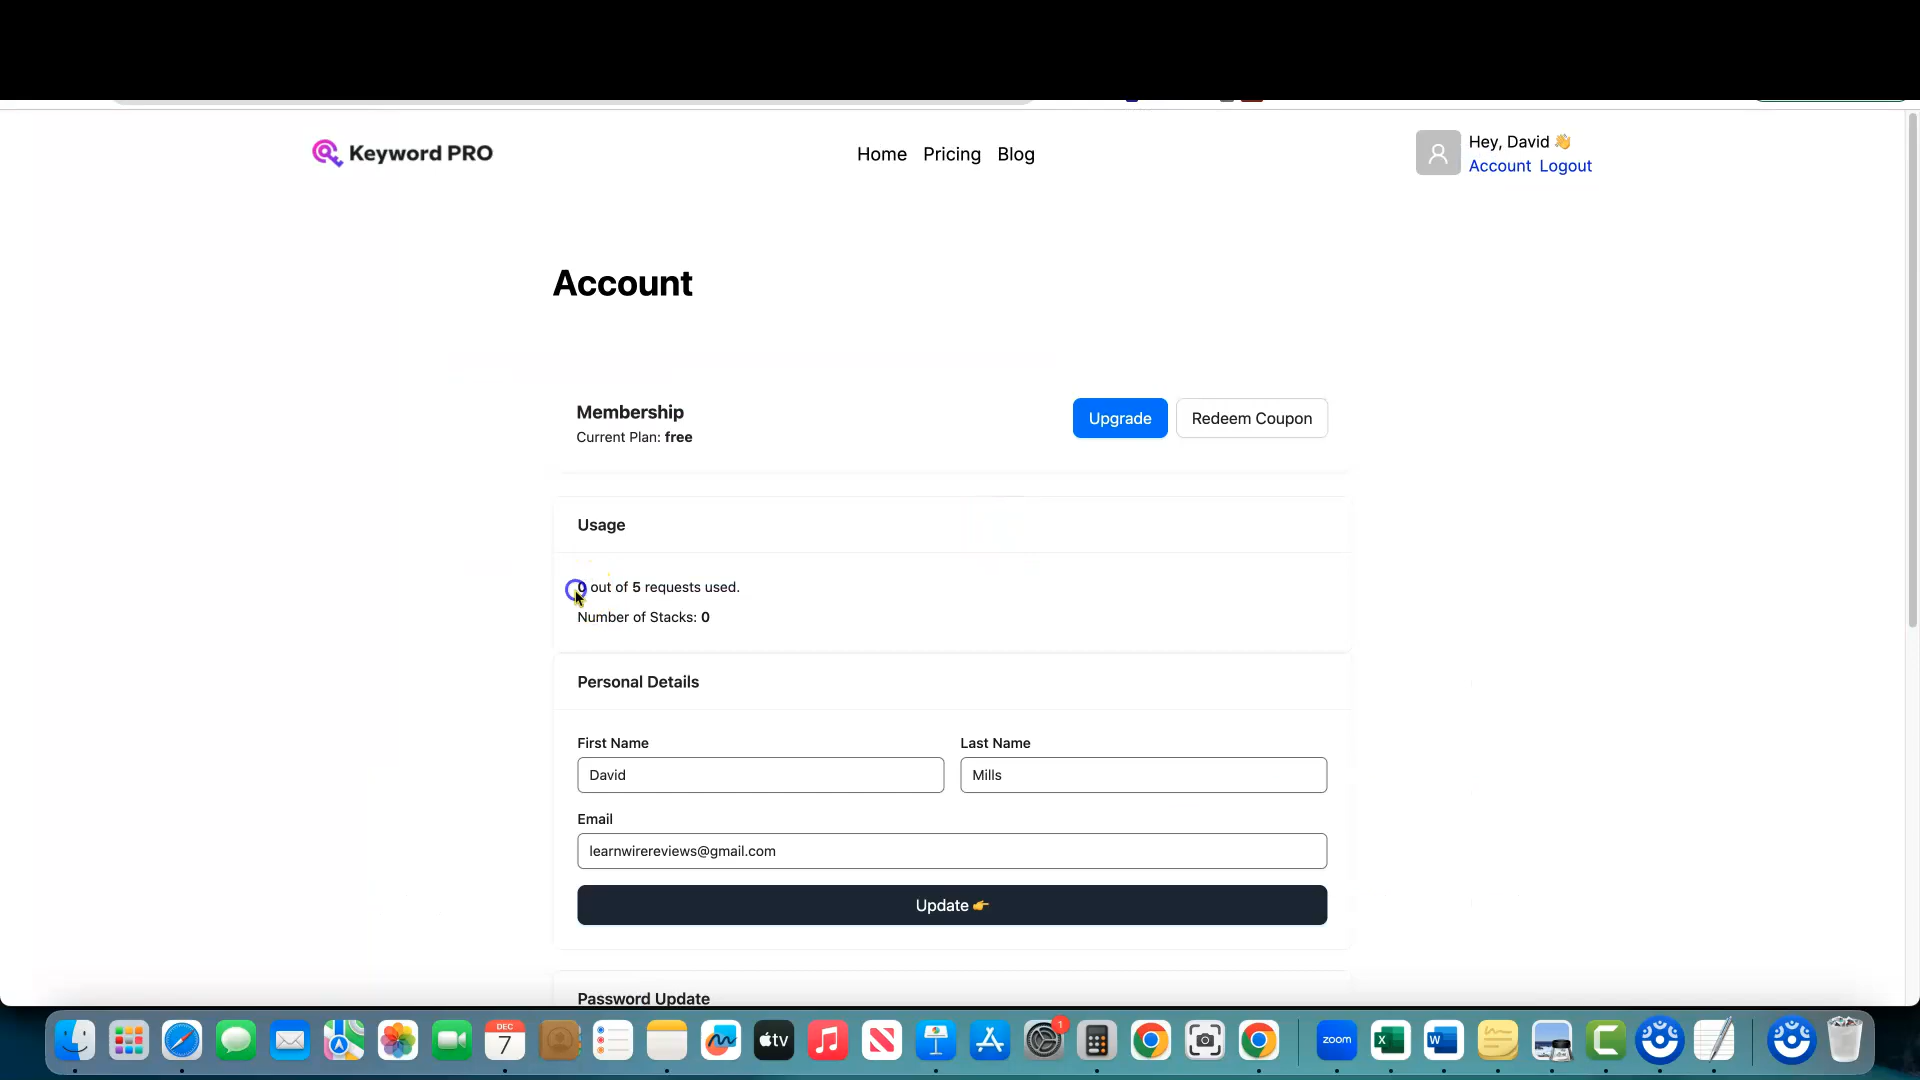 Keyword PRO
Home Pricing Blog
Hey, David 👋
Account Logout
Account
Membership
Current Plan: free
Upgrade
Redeem Coupon
Usage
0 out of 5 requests used.
Number of Stacks: 0
Personal Details
First Name
Last Name
David
Mills
Email
learnwirereviews@gmail.com
Update 👉
Password Update
DEC
7
tv
1
zoom
X
W
C